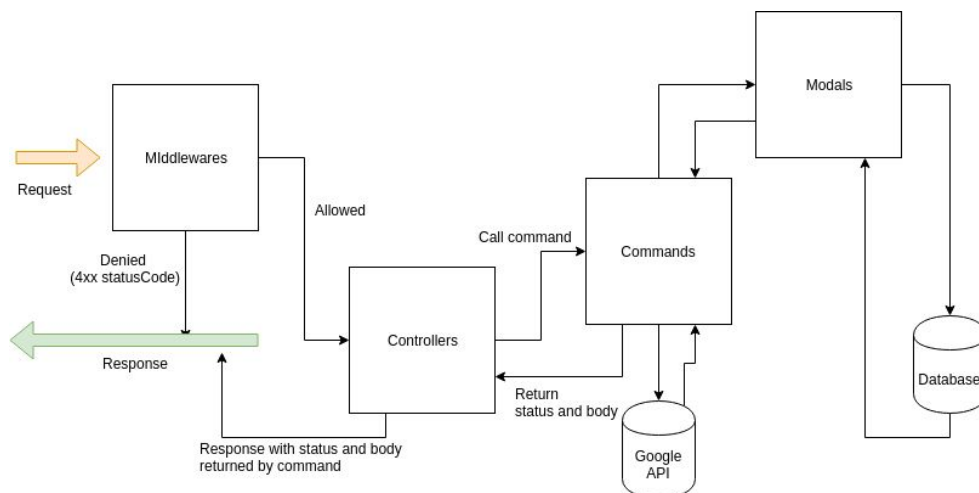 Modals
MIddlewares
Request
Allowed
Call command
Commands
Denied
(4xx statusCode)
Controllers
Response
Database
Return
status and body
Response with status and body
returned by command
Google
API